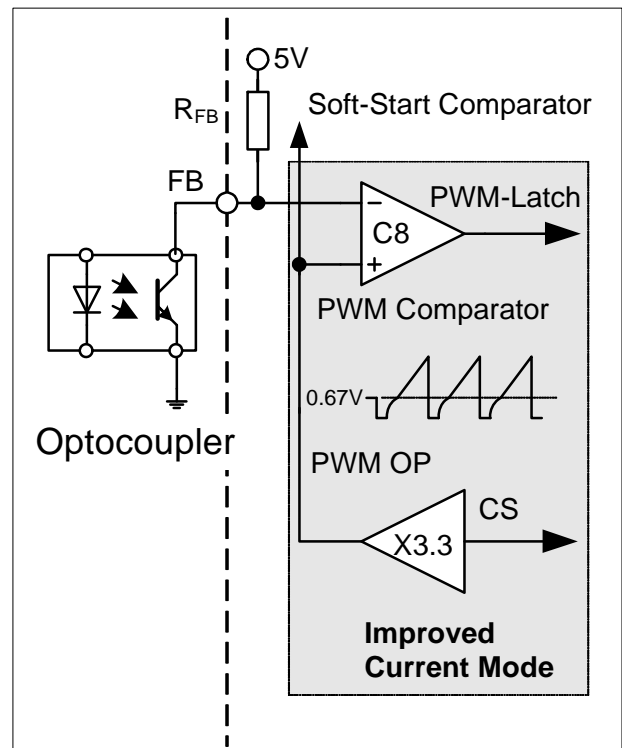 5V
RFB
Soft-Start Comparator
FB
PWM-Latch
−
C8
+
PWM Comparator
0.67V
Optocoupler
PWM OP
CS
X3.3
Improved
Current Mode